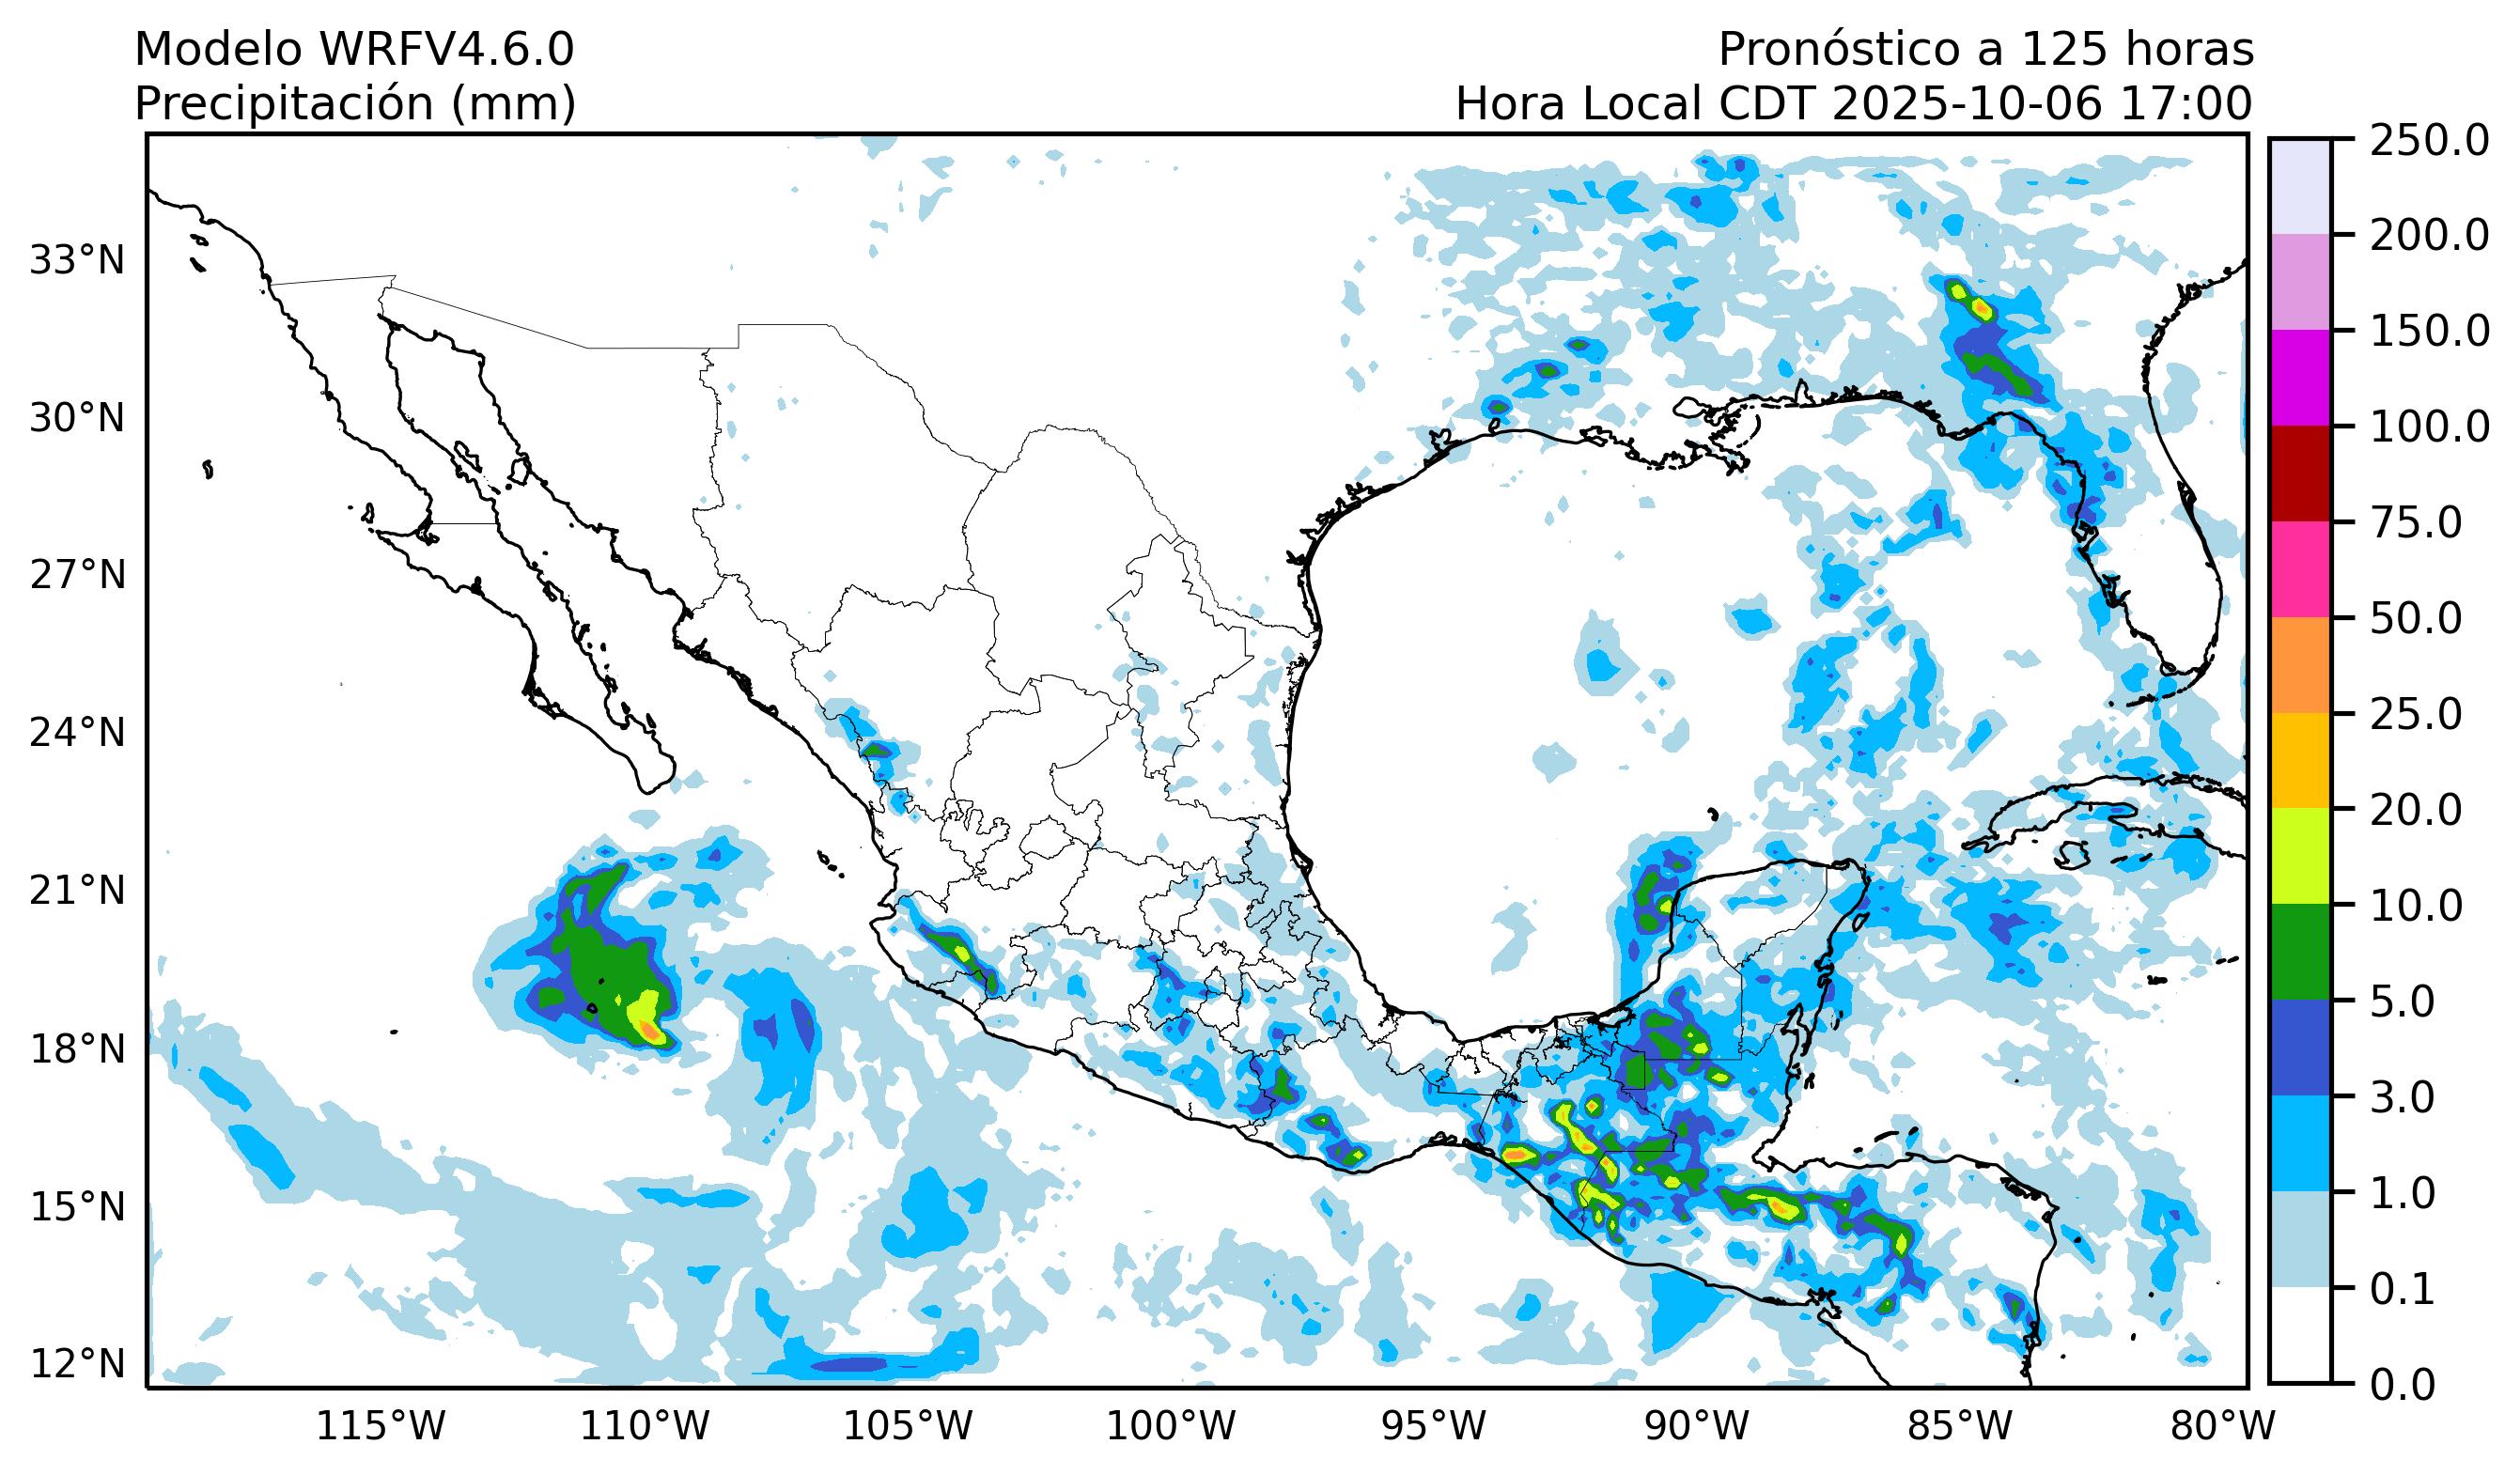 Modelo WRFV4.6.0
Precipitación (mm)
Pronóstico a 125 horas
Hora Local CDT 2025-10-06 17:00
33°N
30°N
27°N
24°N
21°N
18°N
15°N
12°N
115°W
110°W
105°W
100°W
95°W
90°W
85°W
80°W
250.0
200.0
150.0
100.0
75.0
50.0
25.0
20.0
10.0
5.0
3.0
1.0
0.1
0.0